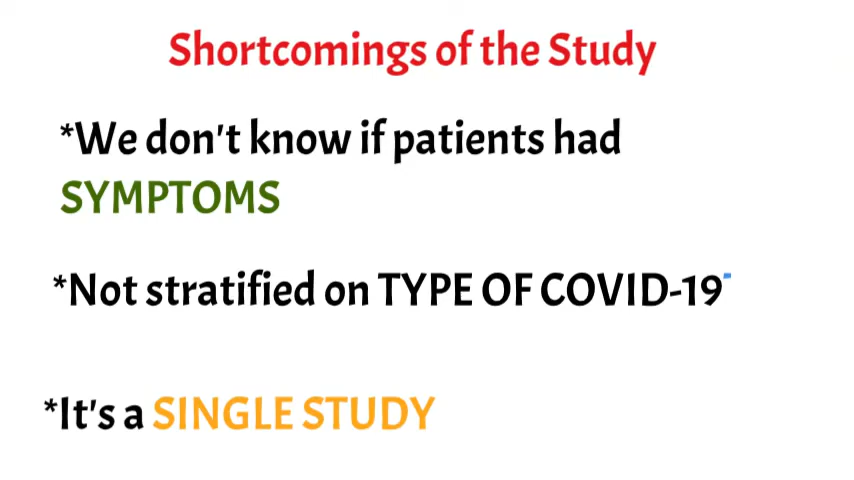 Shortcomings of the Study
*We don't know if patients had
SYMPTOMS
*Not stratified on TYPE OF COVID-19
*It's a SINGLE STUDY